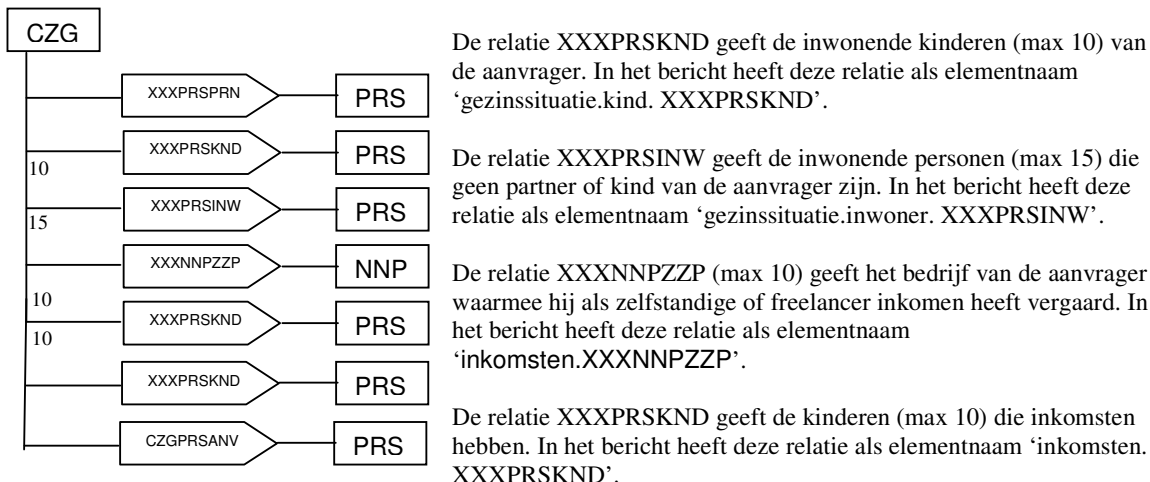 CZG
XXXPRSPRN PRS
XXXPRSKND PRS
10
XXXPRSINW PRS
15
XXXNNPZZP NNP
10
XXXPRSKND PRS
10
XXXPRSKND PRS
CZGPRSANV PRS
De relatie XXXPRSKND geeft de inwonende kinderen (max 10) van
de aanvrager. In het bericht heeft deze relatie als elementnaam
‘gezinssituatie.kind. XXXPRSKND’.
De relatie XXXPRSINW geeft de inwonende personen (max 15) die
geen partner of kind van de aanvrager zijn. In het bericht heeft deze
relatie als elementnaam ‘gezinssituatie.inwoner. XXXPRSINW’.
De relatie XXXNNPZZP (max 10) geeft het bedrijf van de aanvrager
waarmee hij als zelfstandige of freelancer inkomen heeft vergaard. In
het bericht heeft deze relatie als elementnaam
‘inkomsten.XXXNNPZZP’.
De relatie XXXPRSKND geeft de kinderen (max 10) die inkomsten
hebben. In het bericht heeft deze relatie als elementnaam ‘inkomsten.
XXXPRSKND’.